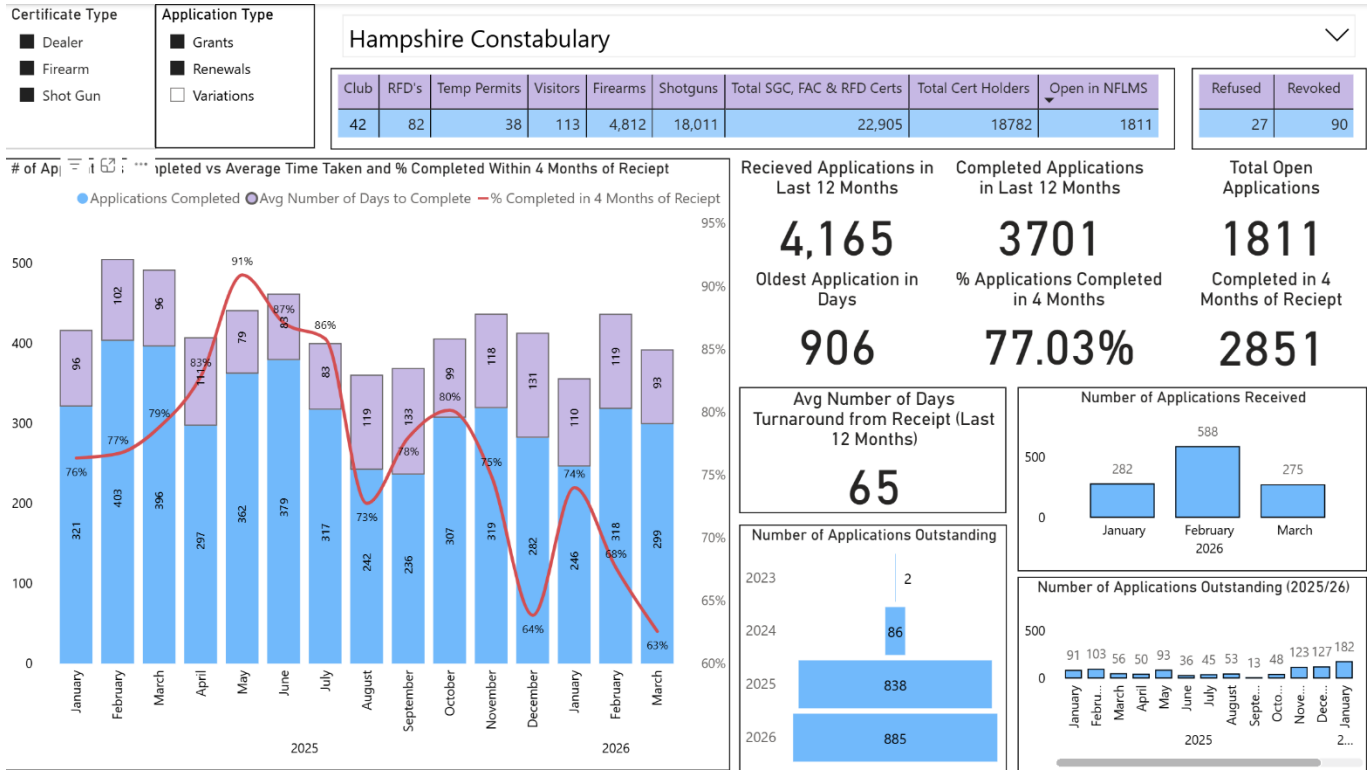 Certificate Type
Dealer
Firearm
Shot Gun
Application Type
Grants
Renewals
Variations
Hampshire Constabulary
Club RFD's Temp Permits Visitors Firearms Shotguns Total SGC, FAC & RFD Certs Total Cert Holders Open in NFLMS
42 82 38 113 4,812 18,011 22,905 18782 1811
Refused Revoked
27 90
# of Ap mpleted vs Average Time Taken and % Completed Within 4 Months of Reciept
Applications Completed Avg Number of Days to Complete % Completed in 4 Months of Reciept
500
400
300
200
100
0
95%
90%
85%
80%
75%
70%
65%
60%
96 102 96 111 79 83 83 119 133 99 118 131 110 119 93
76% 77% 79% 83% 91% 87% 86% 73% 78% 80% 75% 64% 74% 68% 63%
321 403 396 297 362 379 317 242 236 307 319 282 246 318 299
January February March April May June July August September October November December January February March
2025 2026
Recieved Applications in
Last 12 Months
4,165
Completed Applications
in Last 12 Months
3701
Total Open
Applications
1811
Oldest Application in
Days
906
% Applications Completed
in 4 Months
77.03%
Completed in 4
Months of Reciept
2851
Avg Number of Days
Turnaround from Receipt (Last
12 Months)
65
Number of Applications Received
500
0
282 588 275
January February March
2026
Number of Applications Outstanding
2023 2
2024 86
2025 838
2026 885
Number of Applications Outstanding (2025/26)
500
0
91 103 56 50 93 36 45 53 13 48 123 127 182
January Febru... March April May June July August Septe... Octo... Nove... Dece... January
2025 2...